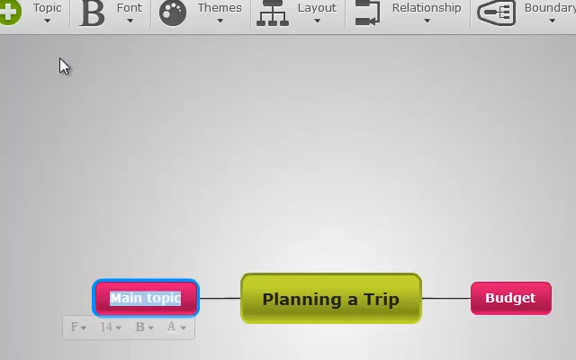 Topic
B Font
Themes
Layout
Relationship
Boundary
Main topic
Planning a Trip
Budget
F 14 B A